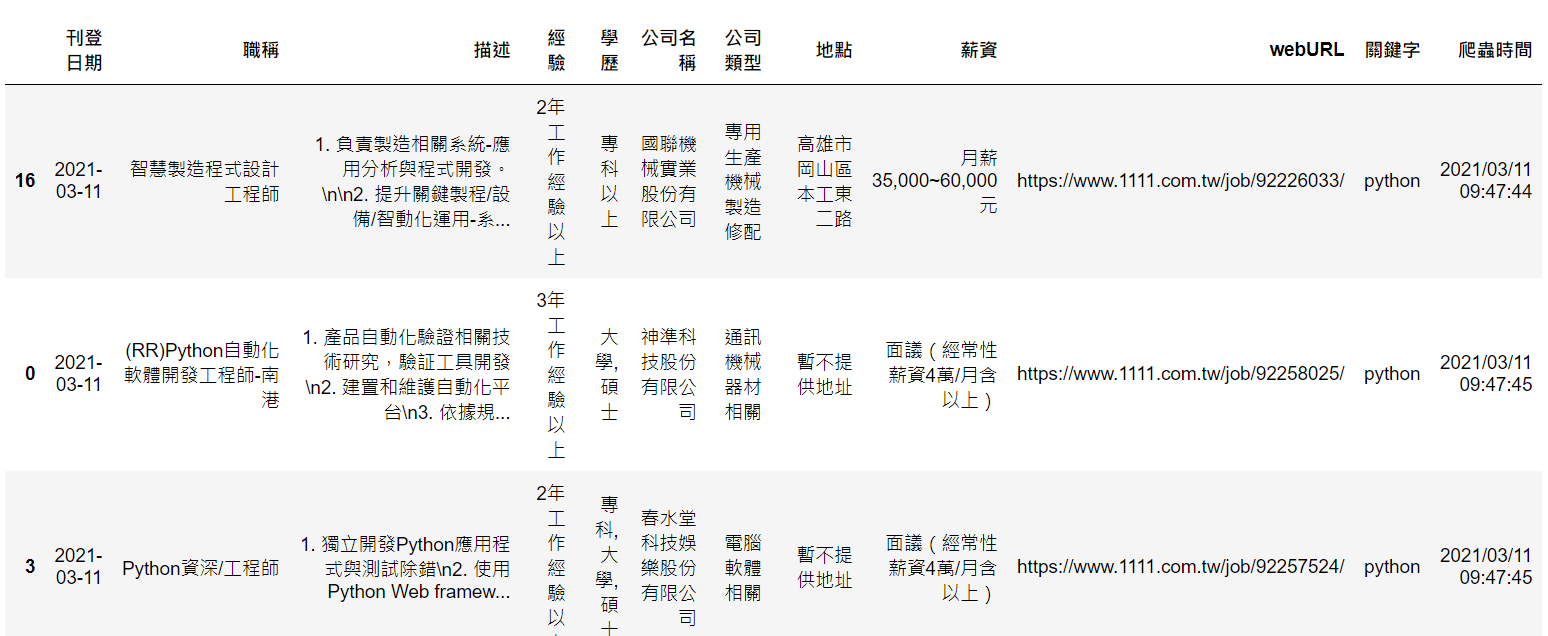 刊登
日期
職稱
描述
經
驗
學
歷
公司名
稱
公司
類型
地點
薪資
webURL
關鍵字
爬蟲時間
16
2021-
03-11
智慧製造程式設計
工程師
1. 負責製造相關系統-應
用分析與程式開發。
\n\n2. 提升關鍵製程/設
備/智動化運用-系...
2年
工
作
經
驗
以
上
專
科
以
上
國聯機
械實業
股份有
限公司
專用
生產
機械
製造
修配
高雄市
岡山區
本工東
二路
月薪
35,000~60,000
元
https://www.1111.com.tw/job/92226033/
python
2021/03/11
09:47:44
0
2021-
03-11
(RR)Python自動化
軟體開發工程師-南
港
1. 產品自動化驗證相關技
術研究，驗証工具開發
\n2. 建置和維護自動化平
台\n3. 依據規...
3年
工
作
經
驗
以
上
大
學,
碩
士
神準科
技股份
有限公
司
通訊
機械
器材
相關
暫不提
供地址
面議（經常性
薪資4萬/月含
以上）
https://www.1111.com.tw/job/92258025/
python
2021/03/11
09:47:45
3
2021-
03-11
Python資深/工程師
1. 獨立開發Python應用程
式與測試除錯\n2. 使用
Python Web framew...
2年
工
作
經
驗
以
專
科,
大
學,
碩
士
春水堂
科技娛
樂股份
有限公
司
電腦
軟體
相關
暫不提
供地址
面議（經常性
薪資4萬/月含
以上）
https://www.1111.com.tw/job/92257524/
python
2021/03/11
09:47:45